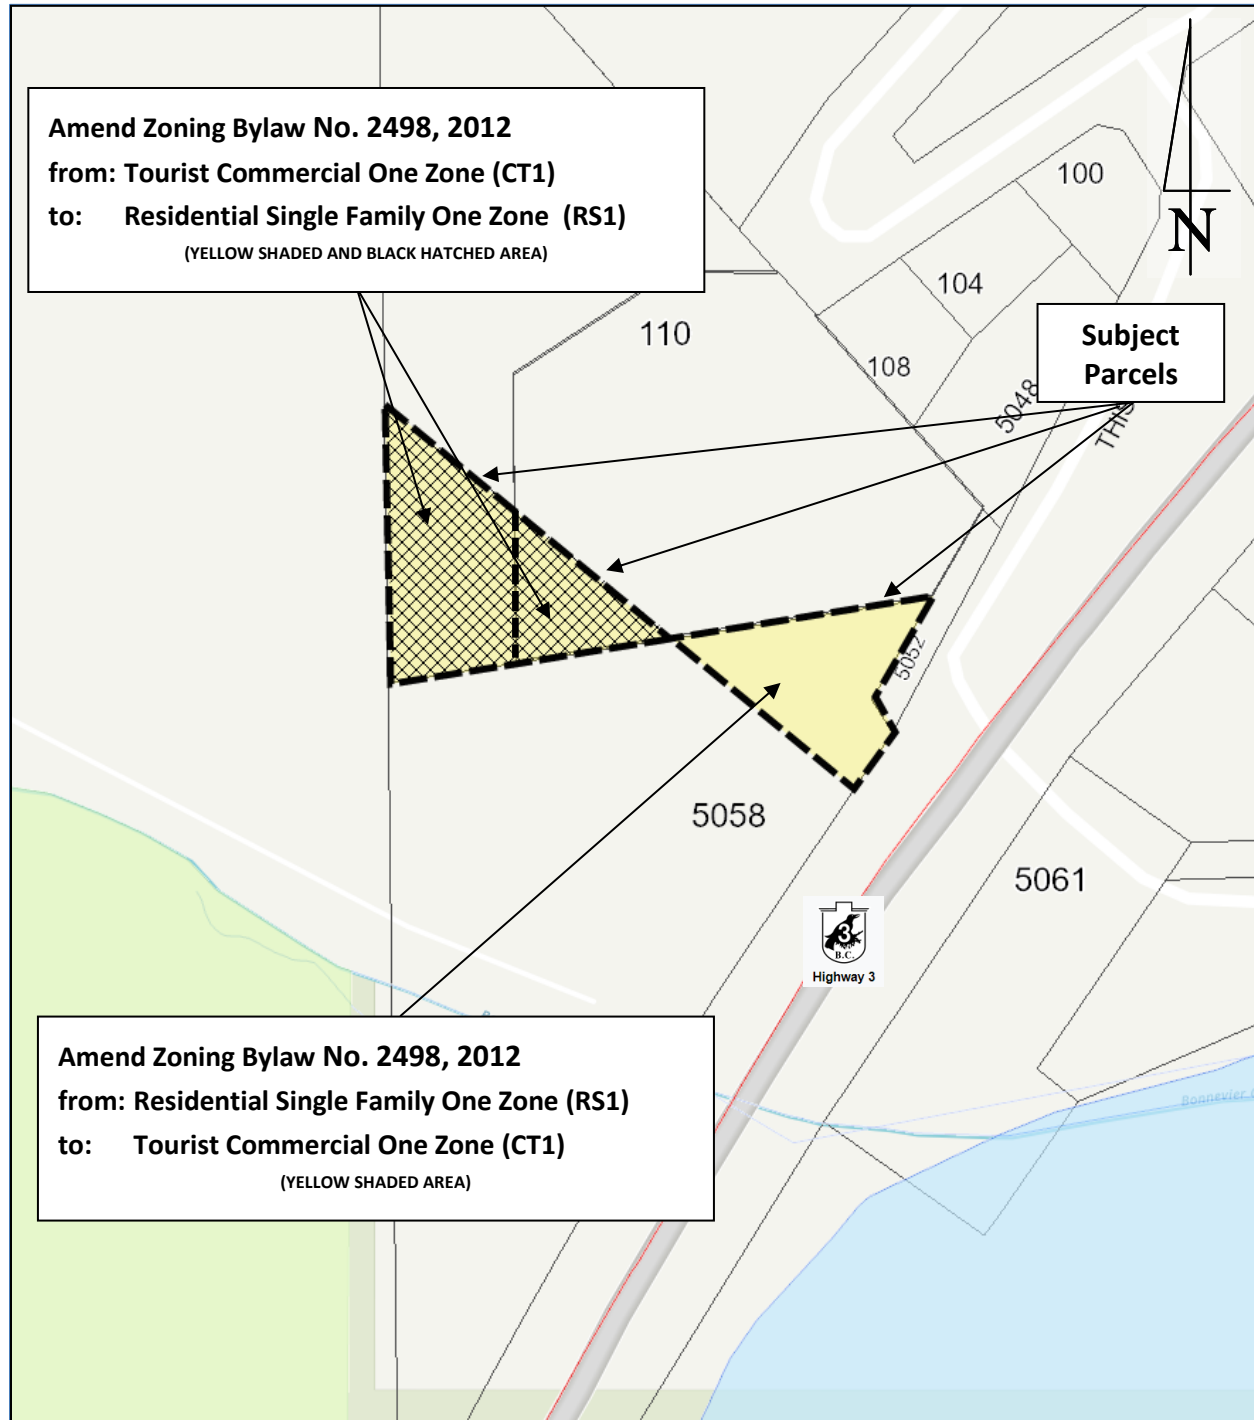 Amend Zoning Bylaw No. 2498, 2012
from: Tourist Commercial One Zone (CT1)
to: Residential Single Family One Zone (RS1)
(YELLOW SHADED AND BLACK HATCHED AREA)
N
100
104
110
108
Subject
Parcels
5048
THIS
5052
5058
5061
3
B.C.
Highway 3
Amend Zoning Bylaw No. 2498, 2012
from: Residential Single Family One Zone (RS1)
to: Tourist Commercial One Zone (CT1)
(YELLOW SHADED AREA)
Bonnevier